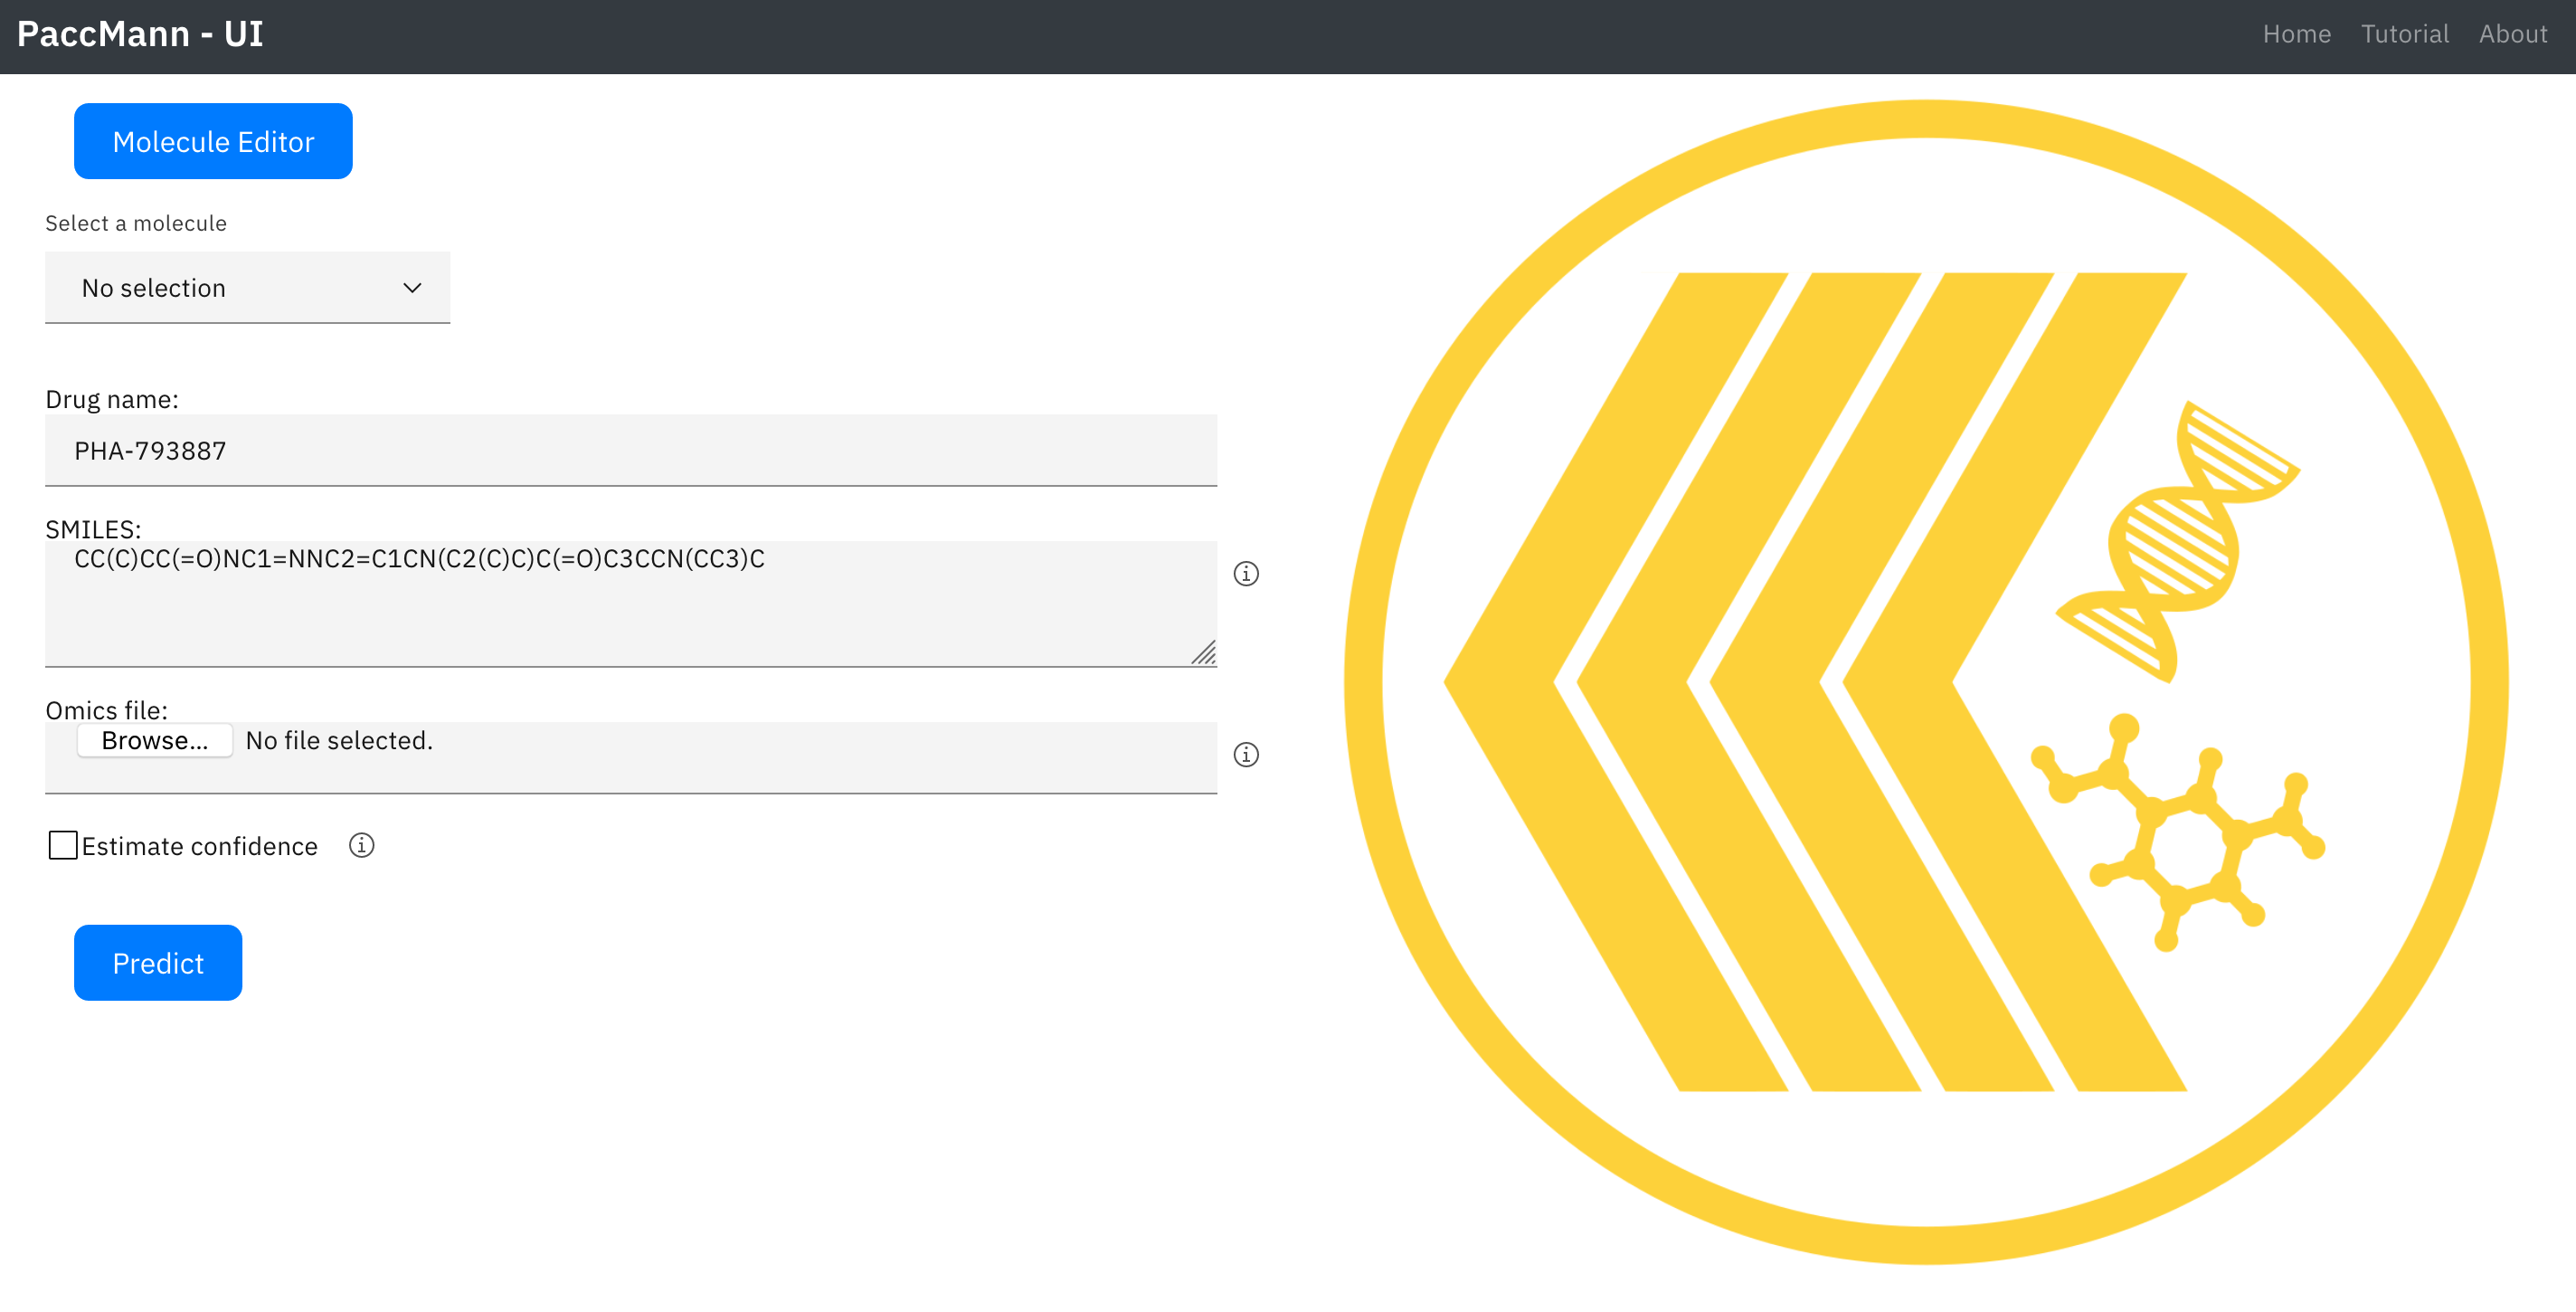 PaccMann - UI
Home Tutorial About
Molecule Editor
Select a molecule
No selection
Drug name:
PHA-793887
SMILES:
CC(C)CC(=O)NC1=NNC2=C1CN(C2(C)C)C(=O)C3CCN(CC3)C
Omics file:
Browse... No file selected.
Estimate confidence
Predict